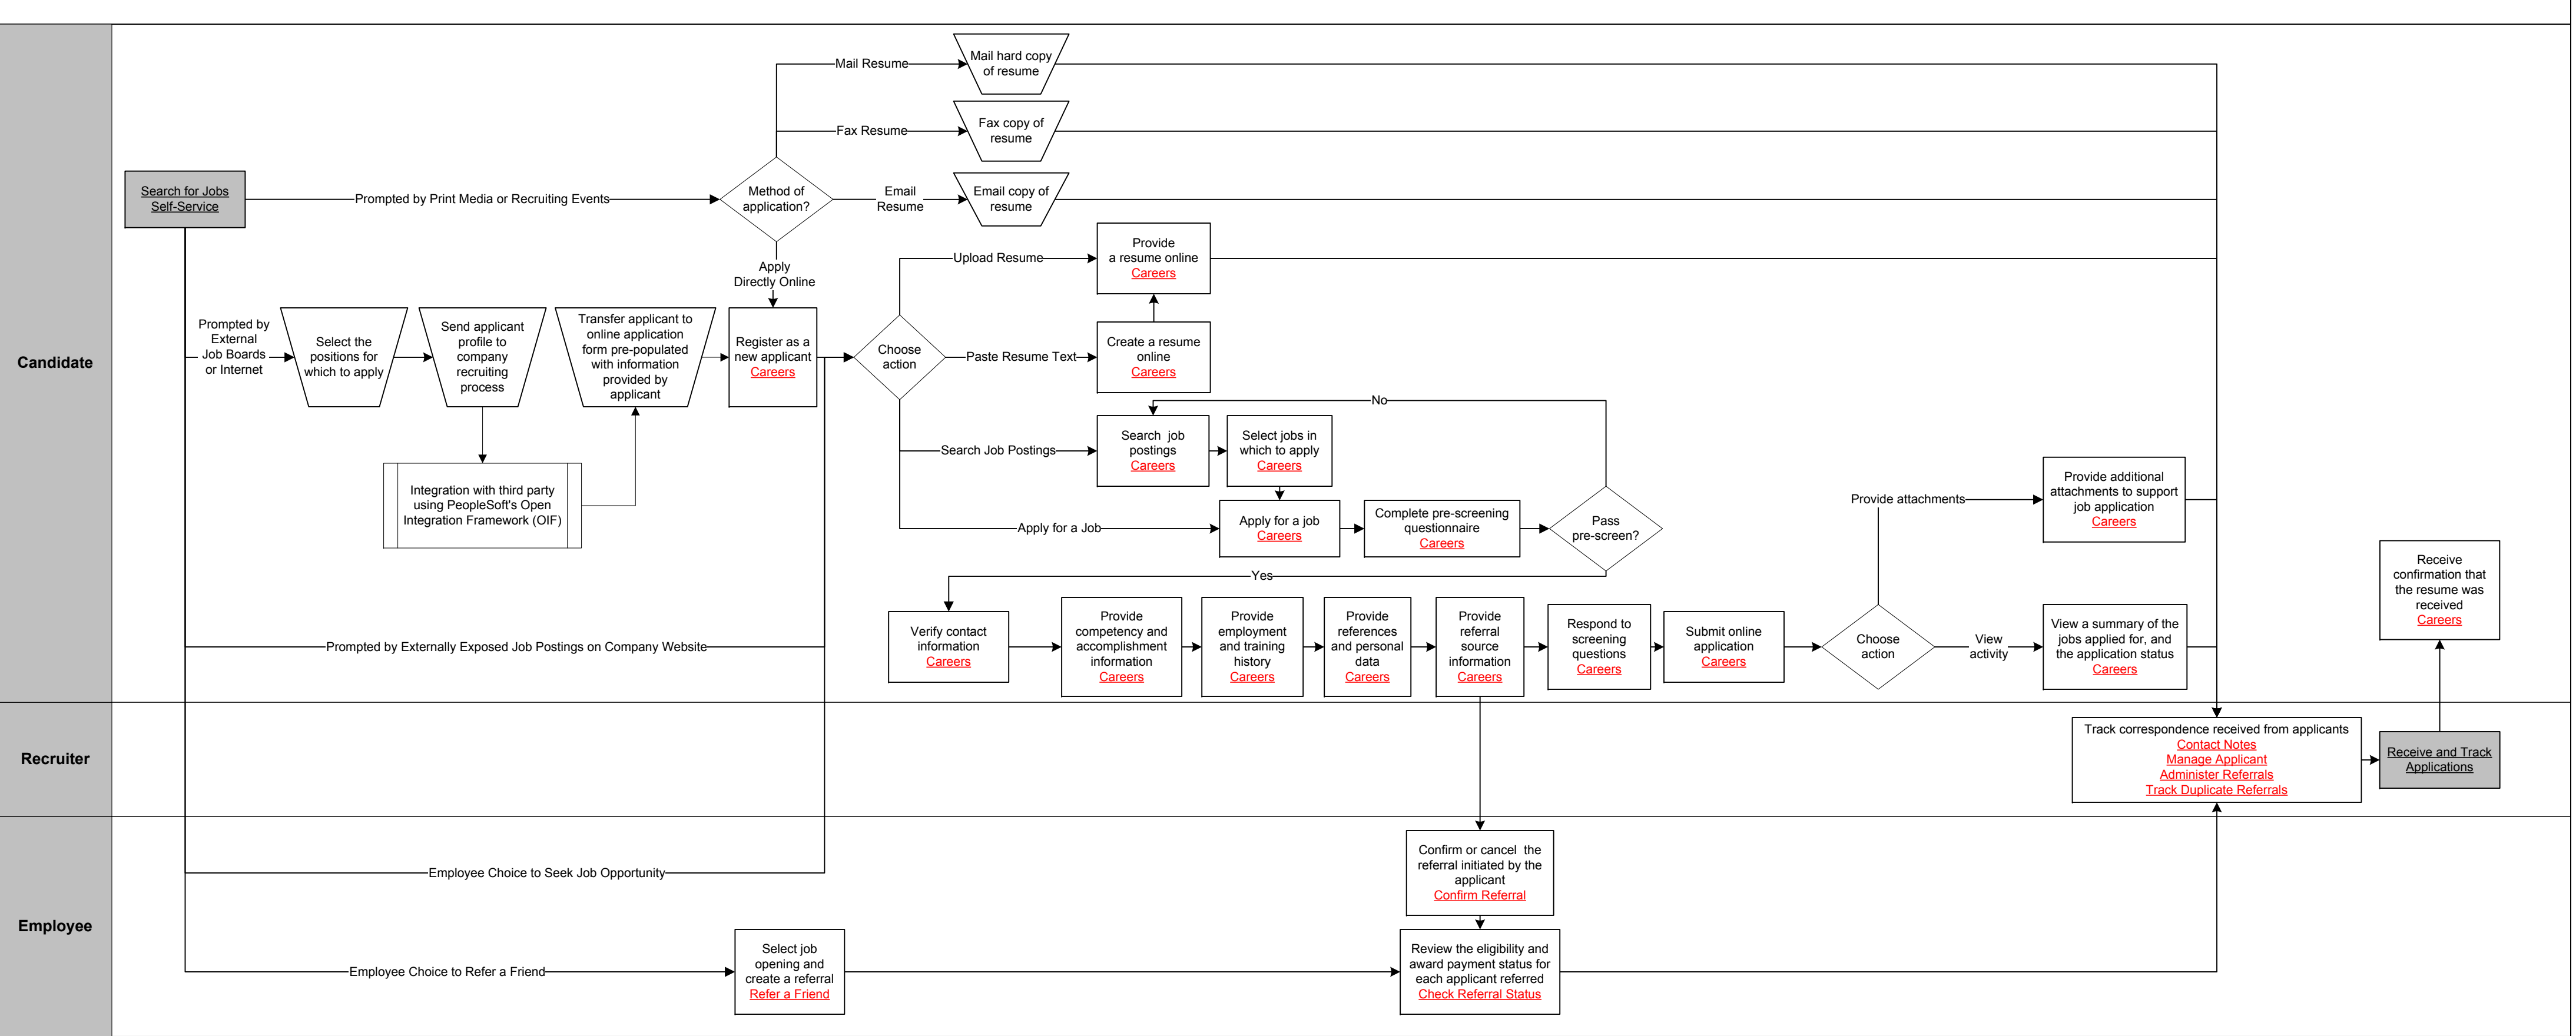 Candidate
Recruiter
Employee
Search for Jobs
Self-Service
Prompted by Print Media or Recruiting Events
Method of
application?
Mail Resume
Mail hard copy
of resume
Fax Resume
Fax copy of
resume
Email
Resume
Email copy of
resume
Apply
Directly Online
Prompted by
External
Job Boards
or Internet
Select the
positions for
which to apply
Send applicant
profile to
company
recruiting
process
Integration with third party
using PeopleSoft's Open
Integration Framework (OIF)
Transfer applicant to
online application
form pre-populated
with information
provided by
applicant
Register as a
new applicant
Careers
Choose
action
Upload Resume
Provide
a resume online
Careers
Paste Resume Text
Create a resume
online
Careers
Search Job Postings
Search job
postings
Careers
Select jobs in
which to apply
Careers
Apply for a Job
Apply for a job
Careers
Complete pre-screening
questionnaire
Careers
Pass
pre-screen?
No
Yes
Verify contact
information
Careers
Provide
competency and
accomplishment
information
Careers
Provide
employment
and training
history
Careers
Provide
references
and personal
data
Careers
Provide
referral
source
information
Careers
Respond to
screening
questions
Careers
Submit online
application
Careers
Choose
action
Provide attachments
Provide additional
attachments to support
job application
Careers
View
activity
View a summary of the
jobs applied for, and
the application status
Careers
Receive
confirmation that
the resume was
received
Careers
Prompted by Externally Exposed Job Postings on Company Website
Track correspondence received from applicants
Contact Notes
Manage Applicant
Administer Referrals
Track Duplicate Referrals
Receive and Track
Applications
Employee Choice to Seek Job Opportunity
Confirm or cancel the
referral initiated by the
applicant
Confirm Referral
Employee Choice to Refer a Friend
Select job
opening and
create a referral
Refer a Friend
Review the eligibility and
award payment status for
each applicant referred
Check Referral Status